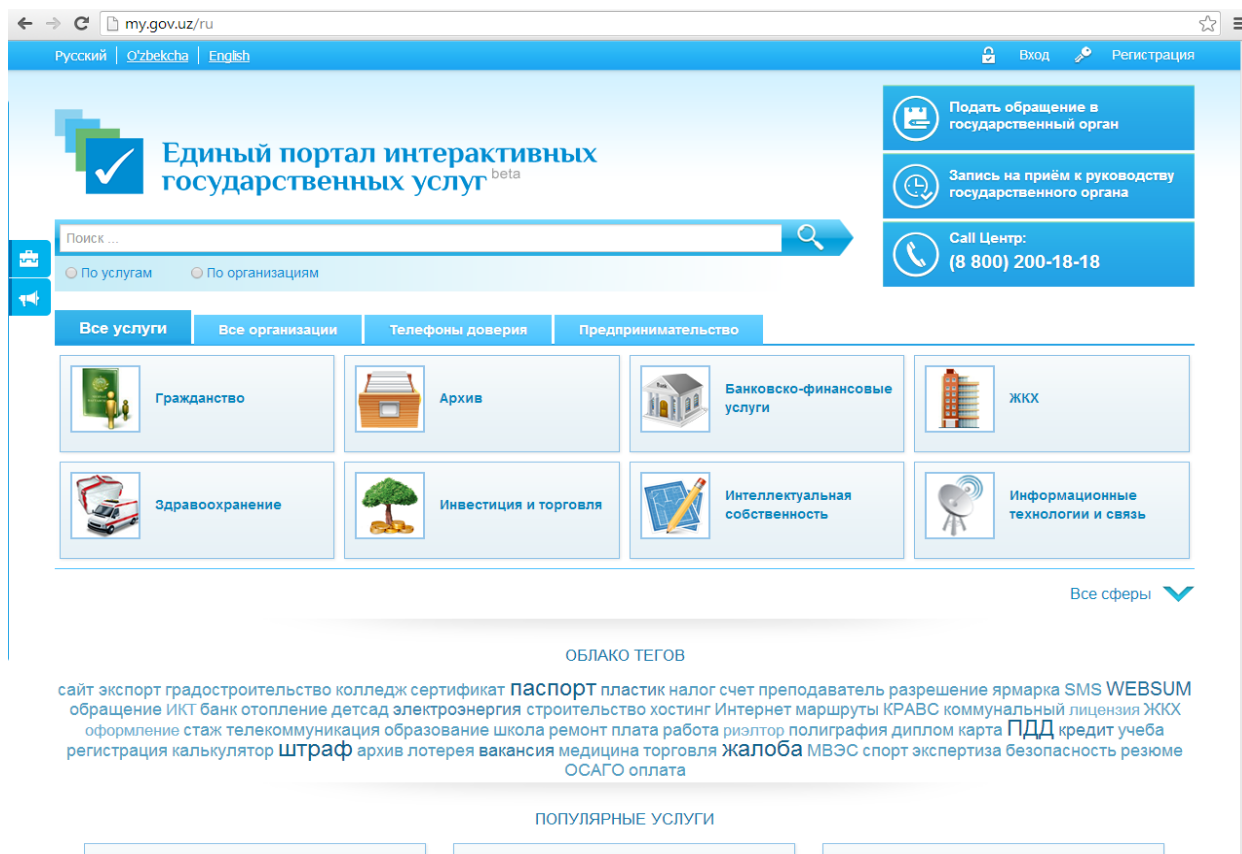 my.gov.uz/ru
Русский O'zbekcha English
Вход Регистрация
Единый портал интерактивных
государственных услуг beta
Подать обращение в
государственный орган
Запись на приём к руководству
государственного органа
Call Центр:
(8 800) 200-18-18
Поиск ...
По услугам По организациям
Все услуги Все организации Телефоны доверия Предпринимательство
Гражданство
Архив
Банковско-финансовые
услуги
ЖКХ
Здравоохранение
Инвестиция и торговля
Интеллектуальная
собственность
Информационные
технологии и связь
Все сферы
ОБЛАКО ТЕГОВ
сайт экспорт градостроительство колледж сертификат паспорт пластик налог счет преподаватель разрешение ярмарка SMS WEBSUM
обращение ИКТ банк отопление детсад электроэнергия строительство хостинг Интернет маршруты КРАВС коммунальный лицензия ЖКХ
оформление стаж телекоммуникация образование школа ремонт плата работа риэлтор полиграфия диплом карта ПДД кредит учеба
регистрация калькулятор штраф архив лотерея вакансия медицина торговля жалоба МВЭС спорт экспертиза безопасность резюме
ОСАГО оплата
ПОПУЛЯРНЫЕ УСЛУГИ